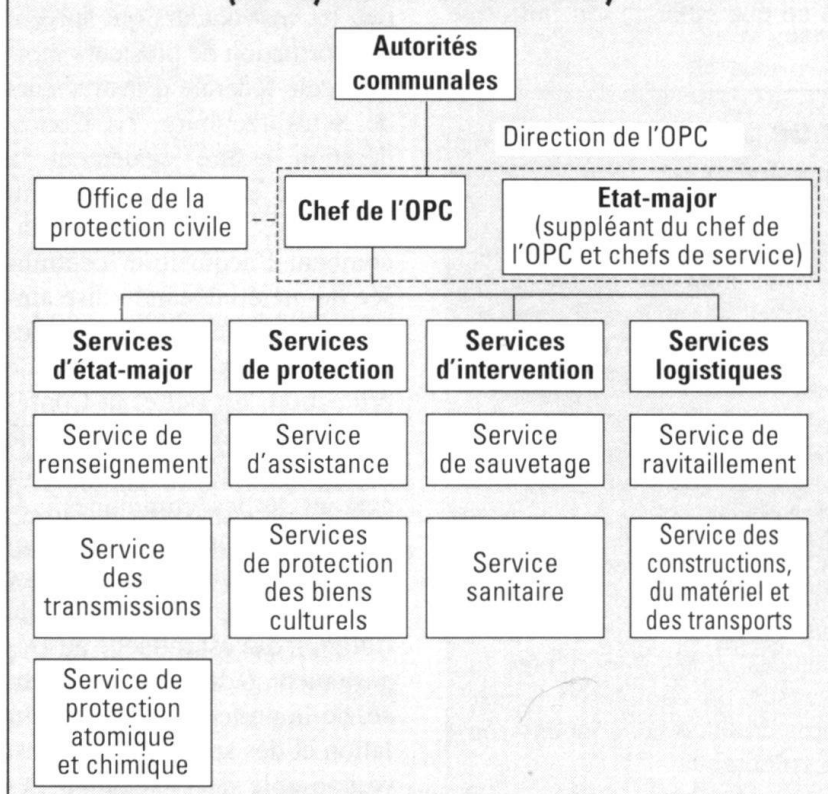 Autorités
communales
Direction de l'OPC
Office de la
protection civile
Chef de l'OPC
Etat-major
(suppléant du chef de
l'OPC et chefs de service)
Services
d'état-major
Services
de protection
Services
d'intervention
Services
logistiques
Service de
renseignement
Service
d'assistance
Service
de sauvetage
Service de
ravitaillement
Service
des
transmissions
Services
de protection
des biens
culturels
Service
sanitaire
Service des
constructions,
du matériel et
des transports
Service de
protection
atomique
et chimique